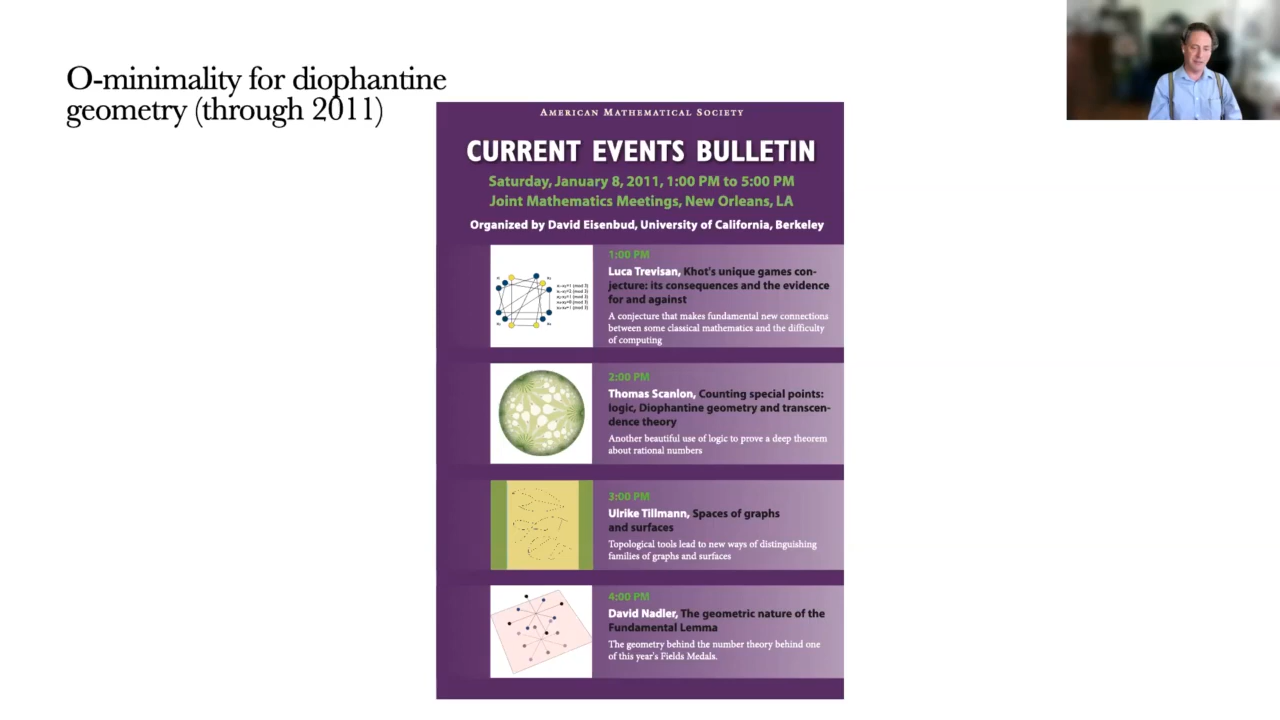 O-minimality for diophantine
geometry (through 2011)
American Mathematical Society
CURRENT EVENTS BULLETIN
Saturday, January 8, 2011, 1:00 PM to 5:00 PM
Joint Mathematics Meetings, New Orleans, LA
Organized by David Eisenbud, University of California, Berkeley
1:00 PM
Luca Trevisan, Khot's unique games con-
jecture: its consequences and the evidence
for and against
A conjecture that makes fundamental new connections
between some classical mathematics and the difficulty
of computing
2:00 PM
Thomas Scanlon, Counting special points:
logic, Diophantine geometry and transcen-
dence theory
Another beautiful use of logic to prove a deep theorem
about rational numbers
3:00 PM
Ulrike Tillmann, Spaces of graphs
and surfaces
Topological tools lead to new ways of distinguishing
families of graphs and surfaces
4:00 PM
David Nadler, The geometric nature of the
Fundamental Lemma
The geometry behind the number theory behind one
of this year's Fields Medals.